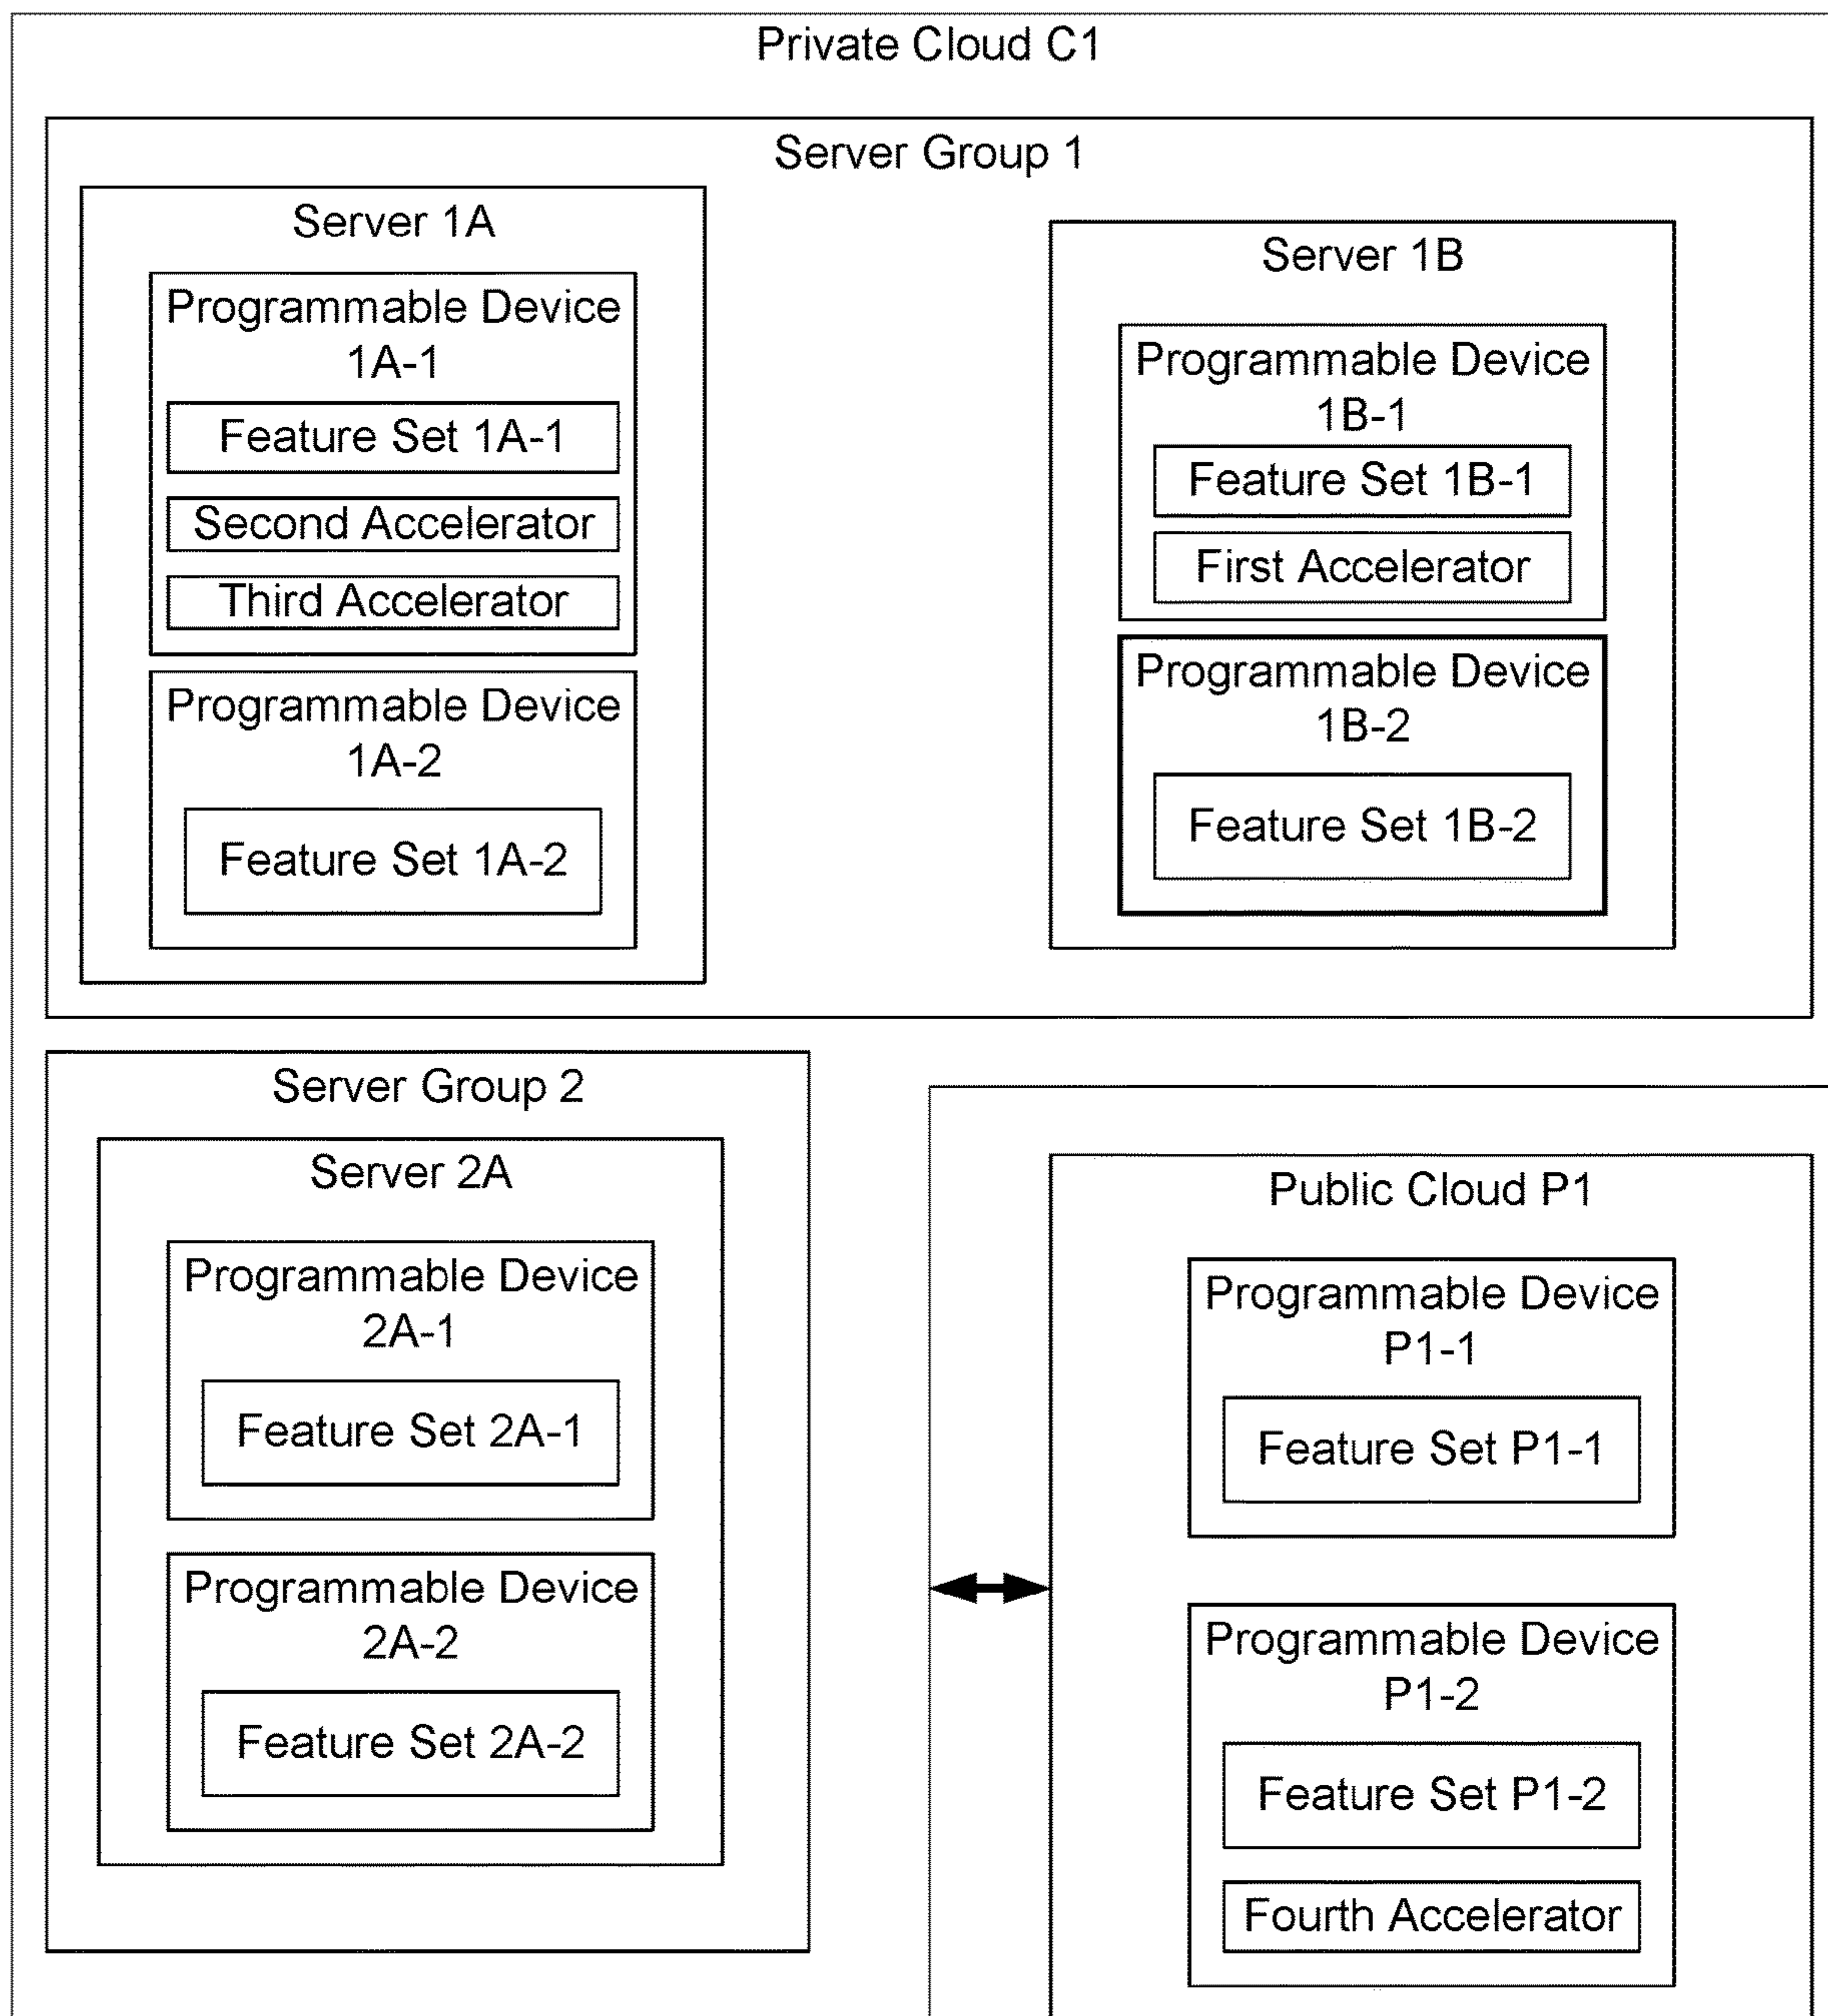 Private Cloud C1
Server Group 1
Server 1A
Programmable Device
1A-1
Feature Set 1A-1
Second Accelerator
Third Accelerator
Programmable Device
1A-2
Feature Set 1A-2
Server 1B
Programmable Device
1B-1
Feature Set 1B-1
First Accelerator
Programmable Device
1B-2
Feature Set 1B-2
Server Group 2
Server 2A
Programmable Device
2A-1
Feature Set 2A-1
Programmable Device
2A-2
Feature Set 2A-2
Public Cloud P1
Programmable Device
P1-1
Feature Set P1-1
Programmable Device
P1-2
Feature Set P1-2
Fourth Accelerator